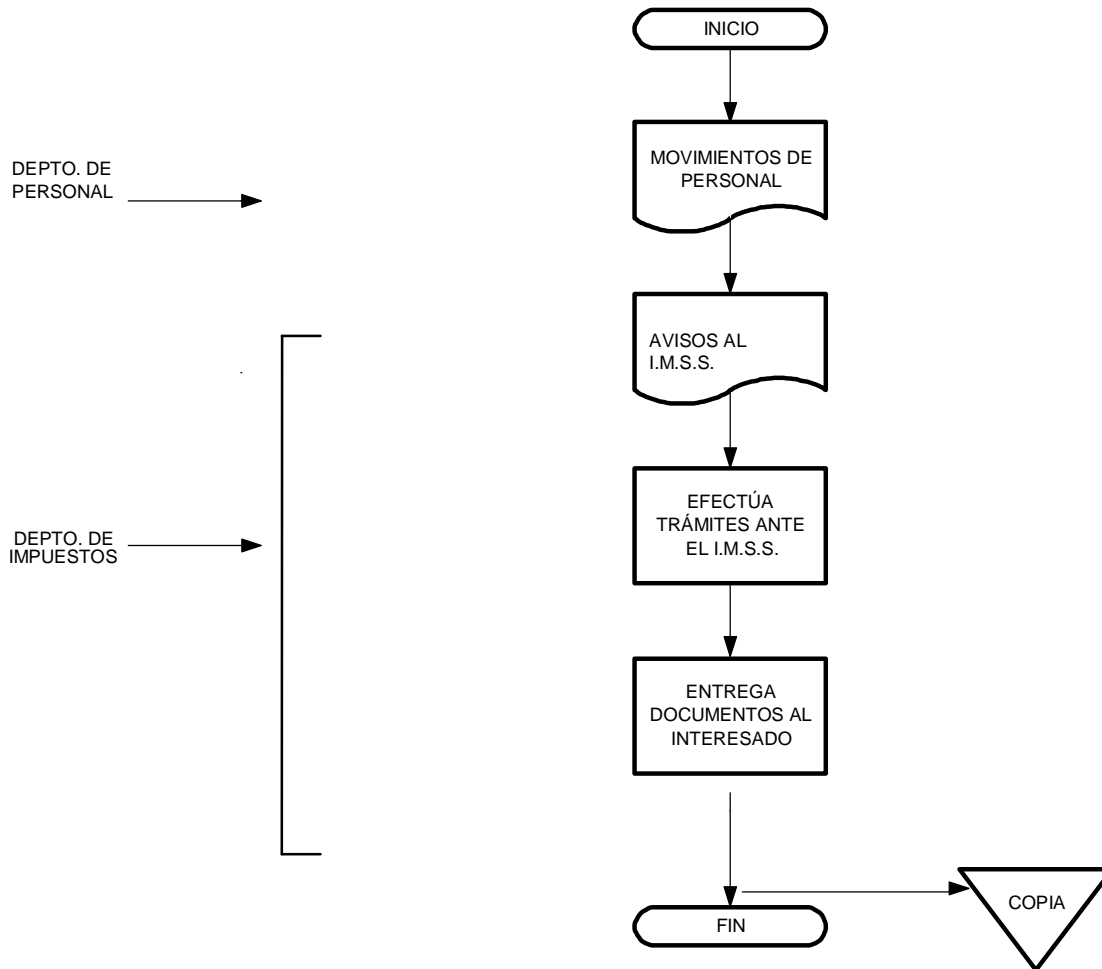 INICIO
MOVIMIENTOS DE
PERSONAL
DEPTO. DE
PERSONAL
AVISOS AL
I.M.S.S.
EFECTÚA
TRÁMITES ANTE
EL I.M.S.S.
DEPTO. DE
IMPUESTOS
ENTREGA
DOCUMENTOS AL
INTERESADO
COPIA
FIN